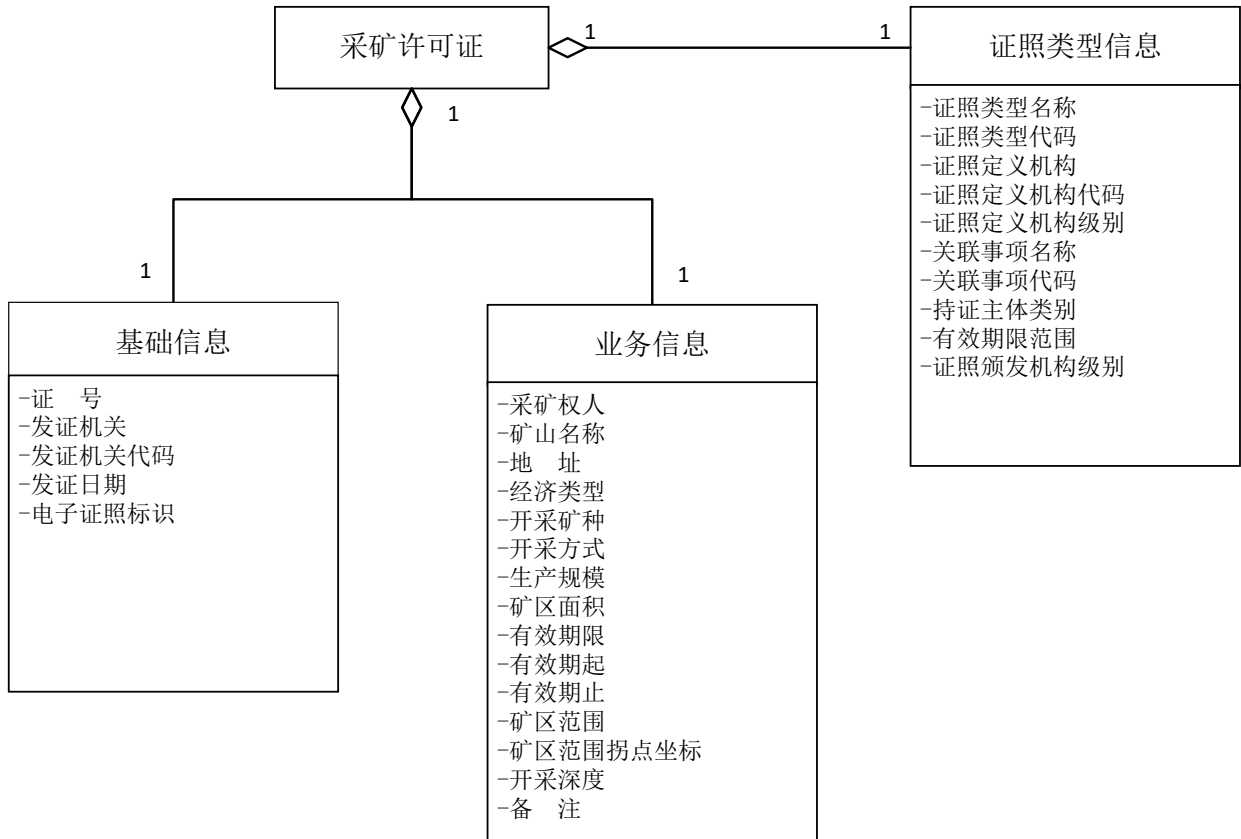 采矿许可证
1
1
1
证照类型信息
-证照类型名称
-证照类型代码
-证照定义机构
-证照定义机构代码
-证照定义机构级别
-关联事项名称
-关联事项代码
-持证主体类别
-有效期限范围
-证照颁发机构级别
1
1
基础信息
-证　号
-发证机关
-发证机关代码
-发证日期
-电子证照标识
业务信息
-采矿权人
-矿山名称
-地　址
-经济类型
-开采矿种
-开采方式
-生产规模
-矿区面积
-有效期限
-有效期起
-有效期止
-矿区范围
-矿区范围拐点坐标
-开采深度
-备　注